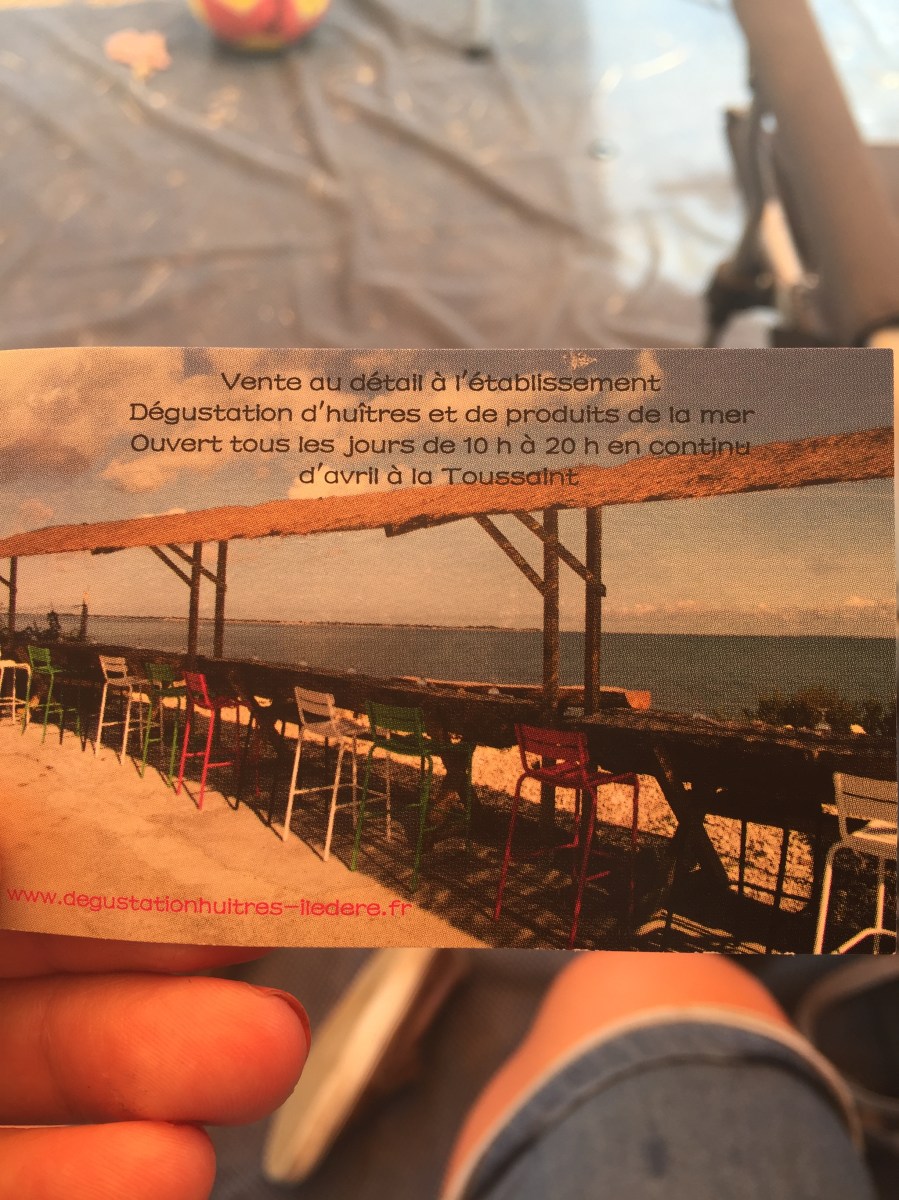 Vente au détail à l'établissement
Dégustation d'huîtres et de produits de la mer
Ouvert tous les jours de 10 h à 20 h en continu
d'avril à la Toussaint
www.degustationhuitres-iledere.fr